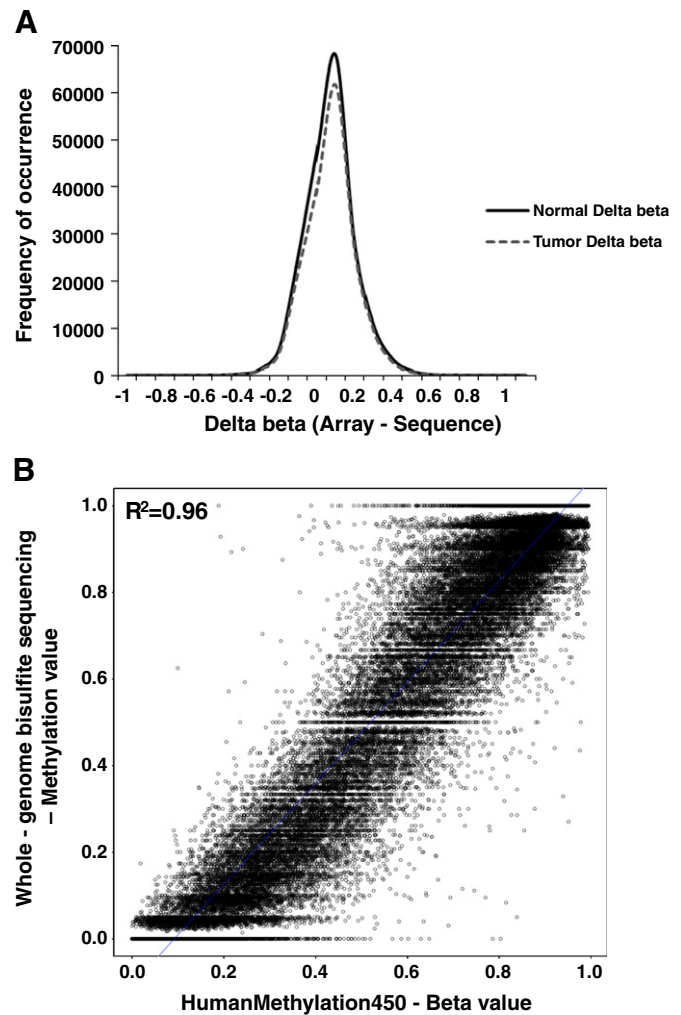 A
70000
60000
50000
40000
30000
20000
10000
0
Frequency of occurrence
Normal Delta beta
Tumor Delta beta
-1 -0.8 -0.6 -0.4 -0.2 0 0.2 0.4 0.6 0.8 1
Delta beta (Array - Sequence)
B
R²=0.96
1.0
0.8
0.6
0.4
0.2
0.0
Whole - genome bisulfite sequencing
– Methylation value
0.0 0.2 0.4 0.6 0.8 1.0
HumanMethylation450 - Beta value